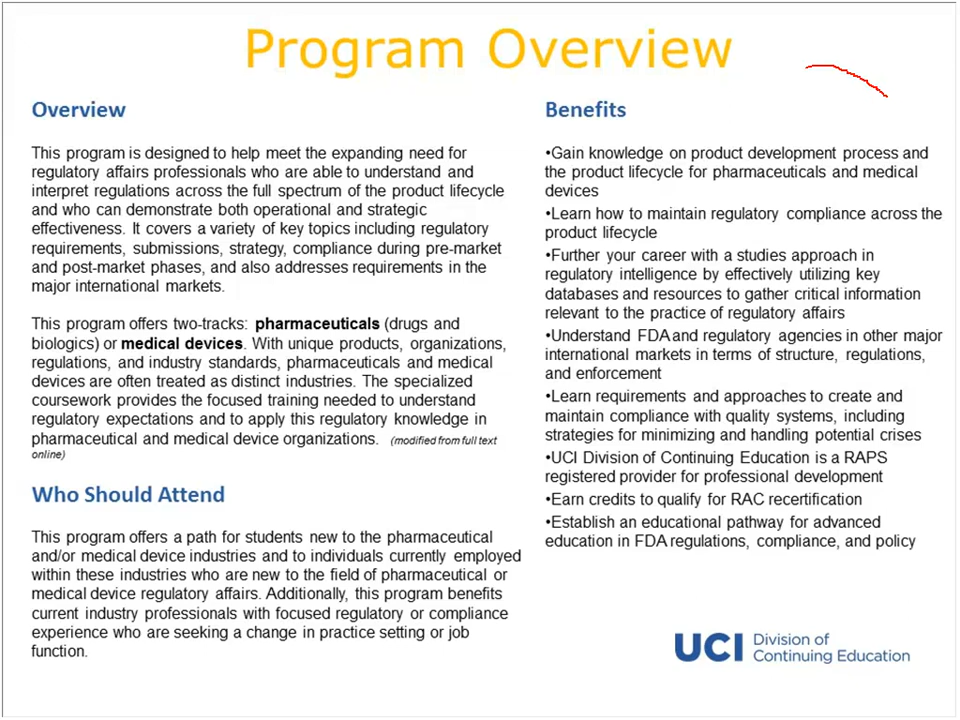 Program Overview
Overview
This program is designed to help meet the expanding need for
regulatory affairs professionals who are able to understand and
interpret regulations across the full spectrum of the product lifecycle
and who can demonstrate both operational and strategic
effectiveness. It covers a variety of key topics including regulatory
requirements, submissions, strategy, compliance during pre-market
and post-market phases, and also addresses requirements in the
major international markets.
This program offers two-tracks: pharmaceuticals (drugs and
biologics) or medical devices. With unique products, organizations,
regulations, and industry standards, pharmaceuticals and medical
devices are often treated as distinct industries. The specialized
coursework provides the focused training needed to understand
regulatory expectations and to apply this regulatory knowledge in
pharmaceutical and medical device organizations. (modified from full text
online)
Who Should Attend
This program offers a path for students new to the pharmaceutical
and/or medical device industries and to individuals currently employed
within these industries who are new to the field of pharmaceutical or
medical device regulatory affairs. Additionally, this program benefits
current industry professionals with focused regulatory or compliance
experience who are seeking a change in practice setting or job
function.
Benefits
•Gain knowledge on product development process and
the product lifecycle for pharmaceuticals and medical
devices
•Learn how to maintain regulatory compliance across the
product lifecycle
•Further your career with a studies approach in
regulatory intelligence by effectively utilizing key
databases and resources to gather critical information
relevant to the practice of regulatory affairs
•Understand FDA and regulatory agencies in other major
international markets in terms of structure, regulations,
and enforcement
•Learn requirements and approaches to create and
maintain compliance with quality systems, including
strategies for minimizing and handling potential crises
•UCI Division of Continuing Education is a RAPS
registered provider for professional development
•Earn credits to qualify for RAC recertification
•Establish an educational pathway for advanced
education in FDA regulations, compliance, and policy
UCI Division of
Continuing Education